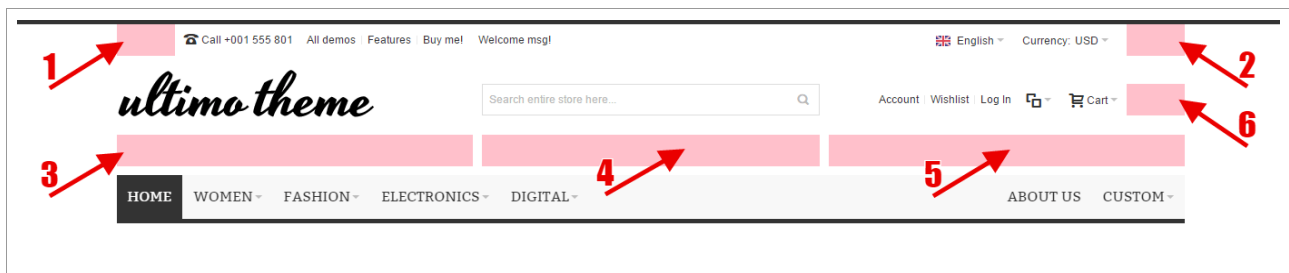 ☎ Call +001 555 801 All demos Features Buy me! Welcome msg! English Currency: USD
1
2
ultimo theme Search entire store here... Account Wishlist Log In Cart
6
3
4
5
HOME WOMEN FASHION ELECTRONICS DIGITAL ABOUT US CUSTOM